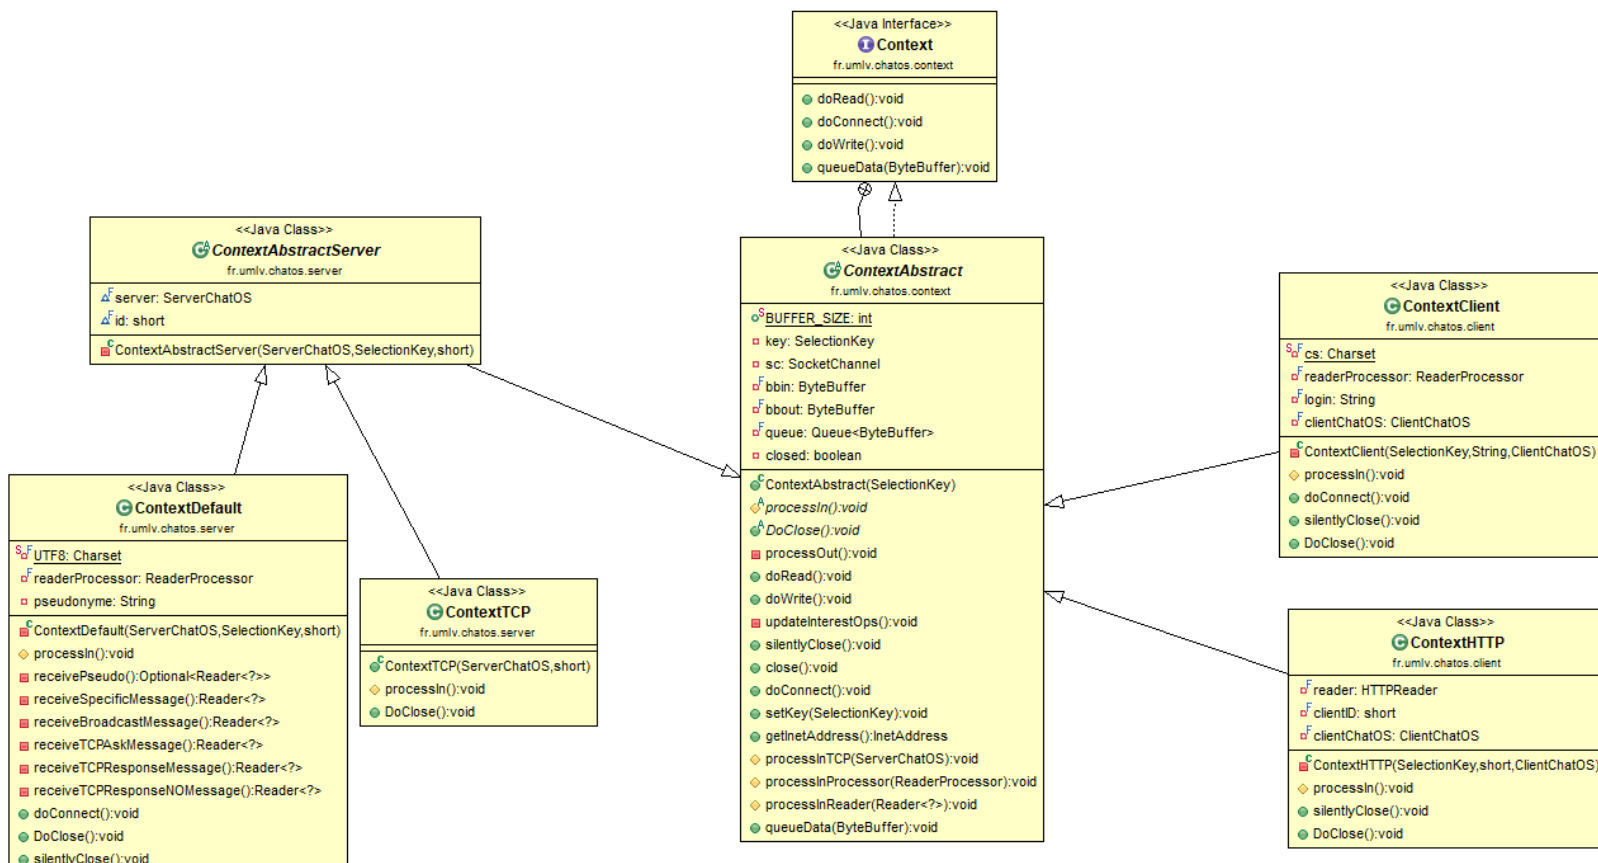 <<Java Interface>>
Context
fr.umlv.chatos.context
doRead():void
doConnect():void
doWrite():void
queueData(ByteBuffer):void
<<Java Class>>
ContextAbstractServer
fr.umlv.chatos.server
server: ServerChatOS
id: short
ContextAbstractServer(ServerChatOS,SelectionKey,short)
<<Java Class>>
ContextAbstract
fr.umlv.chatos.context
BUFFER_SIZE: int
key: SelectionKey
sc: SocketChannel
bbin: ByteBuffer
bbout: ByteBuffer
queue: Queue<ByteBuffer>
closed: boolean
ContextAbstract(SelectionKey)
processIn():void
DoClose():void
processOut():void
doRead():void
doWrite():void
updateInterestOps():void
silentlyClose():void
close():void
doConnect():void
setKey(SelectionKey):void
getInetAddress():InetAddress
processInTCP(ServerChatOS):void
processInProcessor(ReaderProcessor):void
processInReader(Reader<?>):void
queueData(ByteBuffer):void
<<Java Class>>
ContextClient
fr.umlv.chatos.client
cs: Charset
readerProcessor: ReaderProcessor
login: String
clientChatOS: ClientChatOS
ContextClient(SelectionKey,String,ClientChatOS)
processIn():void
doConnect():void
silentlyClose():void
DoClose():void
<<Java Class>>
ContextDefault
fr.umlv.chatos.server
UTF8: Charset
readerProcessor: ReaderProcessor
pseudonyme: String
ContextDefault(ServerChatOS,SelectionKey,short)
processIn():void
receivePseudo():Optional<Reader<?>>
receiveSpecificMessage():Reader<?>
receiveBroadcastMessage():Reader<?>
receiveTCPAskMessage():Reader<?>
receiveTCPResponseMessage():Reader<?>
receiveTCPResponseNOMessage():Reader<?>
doConnect():void
DoClose():void
silentlyClose():void
<<Java Class>>
ContextTCP
fr.umlv.chatos.server
ContextTCP(ServerChatOS,short)
processIn():void
DoClose():void
<<Java Class>>
ContextHTTP
fr.umlv.chatos.client
reader: HTTPReader
clientID: short
clientChatOS: ClientChatOS
ContextHTTP(SelectionKey,short,ClientChatOS)
processIn():void
silentlyClose():void
DoClose():void